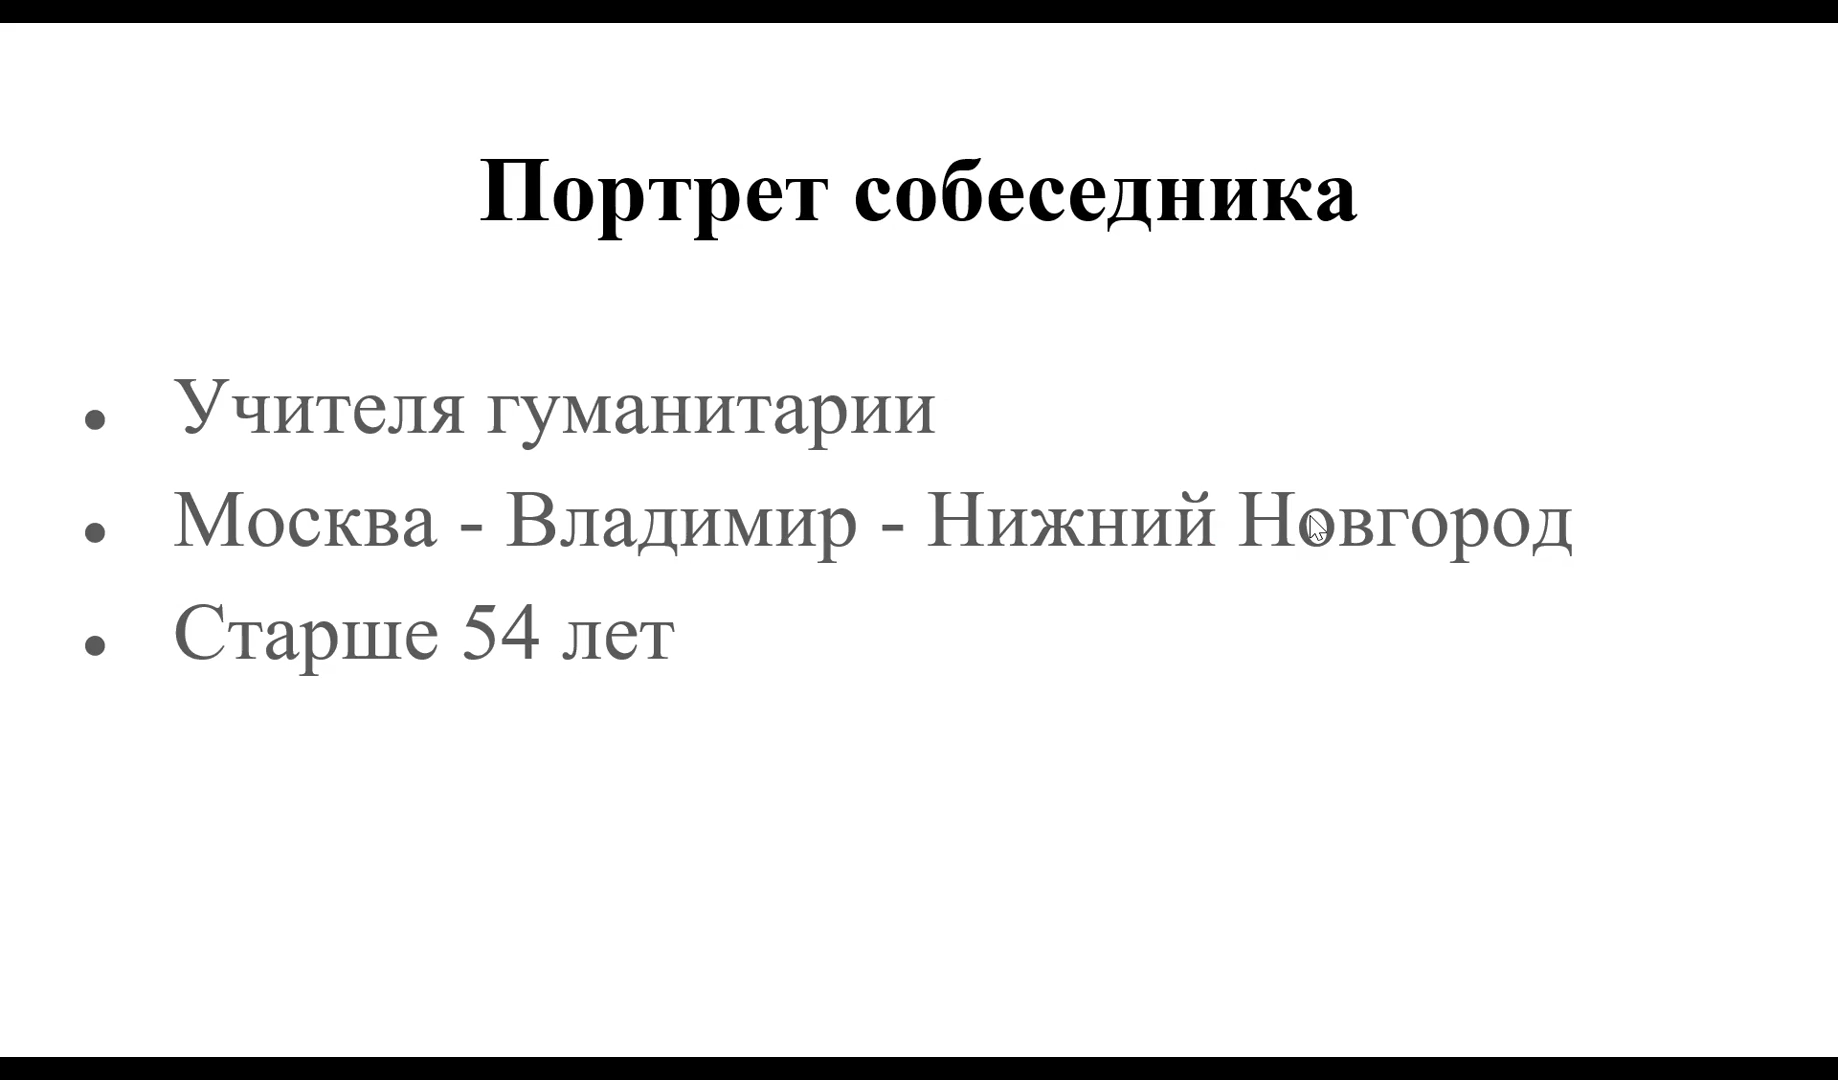 Портрет собеседника
Учителя гуманитарии
Москва - Владимир - Нижний Новгород
Старше 54 лет